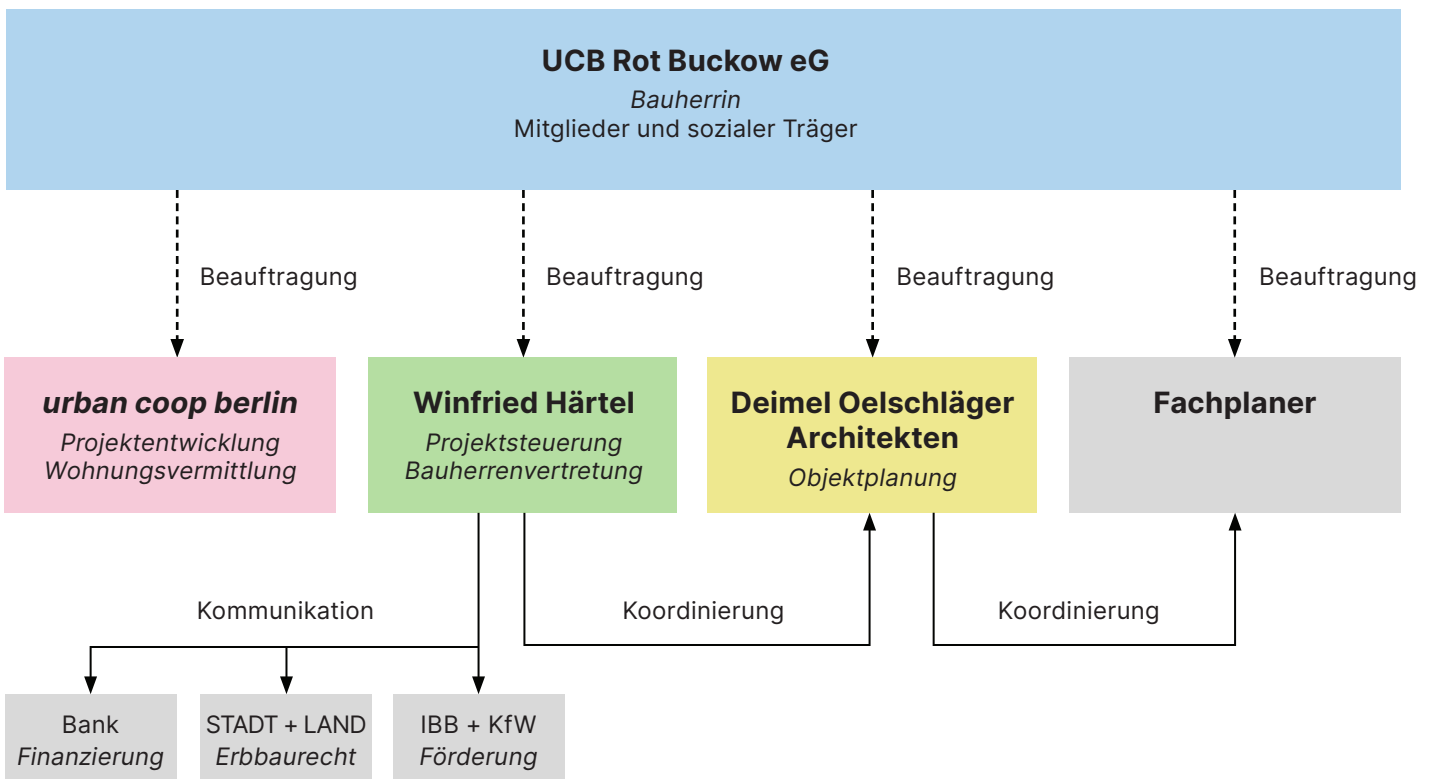 UCB Rot Buckow eG
Bauherrin
Mitglieder und sozialer Träger
Beauftragung
Beauftragung
Beauftragung
Beauftragung
urban coop berlin
Projektentwicklung
Wohnungsvermittlung
Winfried Härtel
Projektsteuerung
Bauherrenvertretung
Deimel Oelschläger
Architekten
Objektplanung
Fachplaner
Kommunikation
Koordinierung
Koordinierung
Bank
Finanzierung
STADT + LAND
Erbbaurecht
IBB + KfW
Förderung